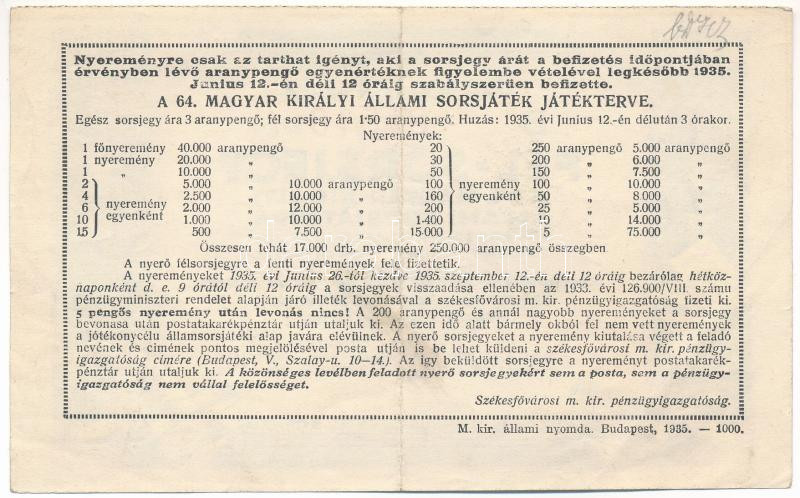 Nyereményre csak az tarthat igényt, aki a sorsjegy árát a befizetés időpontjában
érvényben lévő aranypengő egyenértéknek figyelembe vételével legkésőbb 1935.
Junius 12.-én déli 12 óráig szabályszerüen befizette.
A 64. MAGYAR KIRÁLYI ÁLLAMI SORSJÁTÉK JÁTÉKTERVE.
Egész sorsjegy ára 3 aranypengő; fél sorsjegy ára 1·50 aranypengő. Huzás: 1935. évi Junius 12.-én délután 3 órakor.
Nyeremények:
1 főnyeremény 40.000 aranypengő 20 250 aranypengő 5.000 aranypengő
1 nyeremény 20.000 „ 30 200 „ 6.000 „
1 „ 10.000 „ 50 150 „ 7.500 „
2 5.000 „ 10.000 aranypengő 100 nyeremény 100 „ 10.000 „
4 nyeremény 2.500 „ 10.000 „ 160 egyenként 50 „ 8.000 „
6 egyenként 2.000 „ 12.000 „ 200 25 „ 5.000 „
10 1.000 „ 10.000 „ 1·400 10 „ 14.000 „
15 500 „ 7.500 „ 15·000 5 „ 75.000 „
Összesen tehát 17.000 drb. nyeremény 250.000 aranypengő összegben.
A nyerő félsorsjegyre a fenti nyeremények fele fizettetik.
A nyereményeket 1935. évi Junius 26.-tól kezdve 1935. szeptember 12.-én déli 12 óráig bezárólag hétköz-
naponként d. e. 9 órától déli 12 óráig a sorsjegyek visszaadása ellenében az 1933. évi 126.900/VIII. számu
pénzügyminiszteri rendelet alapján járó illeték levonásával a székesfővárosi m. kir. pénzügyigazgatóság fizeti ki.
5 pengős nyeremény után levonás nincs! A 200 aranypengő és annál nagyobb nyereményeket a sorsjegy
bevonasa után postatakarékpénztár utján utaljuk ki. Az ezen idő alatt bármely okból fel nem vett nyeremények
a jótékonycélu államsorsjátéki alap javára elévülnek. A nyerő sorsjegyeket a nyeremény kiutalása végett a feladó
nevének és cimének pontos megjelölésével posta utján is be lehet küldeni a székesfővárosi m. kir. pénzügy-
igazgatóság cimére (Budapest, V., Szalay-u. 10–14.). Az igy beküldött sorsjegyre a nyereményt postatakarék-
pénztár utján utaljuk ki. A közönséges levélben feladott nyerő sorsjegyekért sem a posta, sem a pénzügy-
igazgatóság nem vállal felelősséget.
Székesfővárosi m. kir. pénzügyigazgatóság.
M. kir. állami nyomda. Budapest, 1935. — 1000.